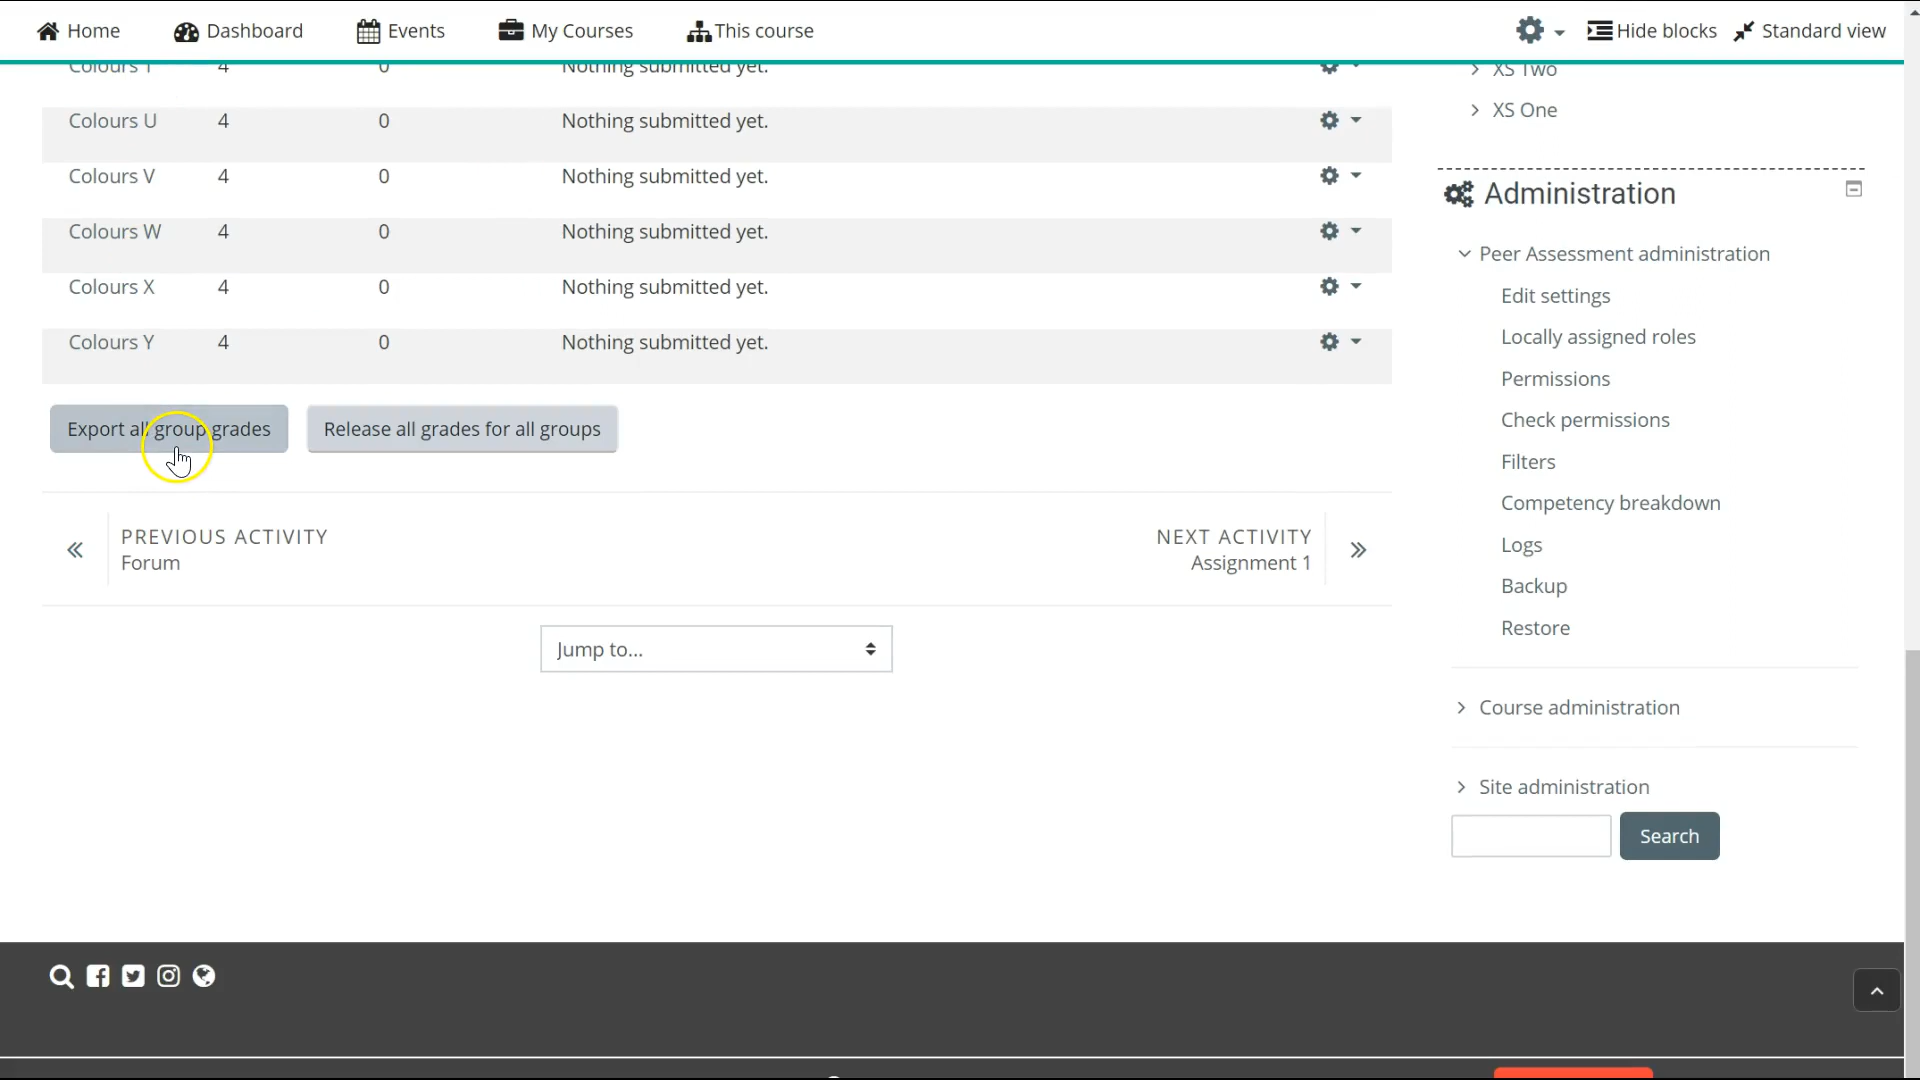 Home Dashboard Events My Courses This course Hide blocks Standard view
Colours T 4 0 Nothing submitted yet.
Colours U 4 0 Nothing submitted yet.
Colours V 4 0 Nothing submitted yet.
Colours W 4 0 Nothing submitted yet.
Colours X 4 0 Nothing submitted yet.
Colours Y 4 0 Nothing submitted yet.
Export all group grades Release all grades for all groups
PREVIOUS ACTIVITY
Forum
NEXT ACTIVITY
Assignment 1
Jump to...
XS Two
XS One
Administration
Peer Assessment administration
Edit settings
Locally assigned roles
Permissions
Check permissions
Filters
Competency breakdown
Logs
Backup
Restore
Course administration
Site administration
Search